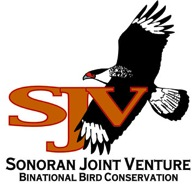 SJV
SONORAN JOINT VENTURE
BINATIONAL BIRD CONSERVATION